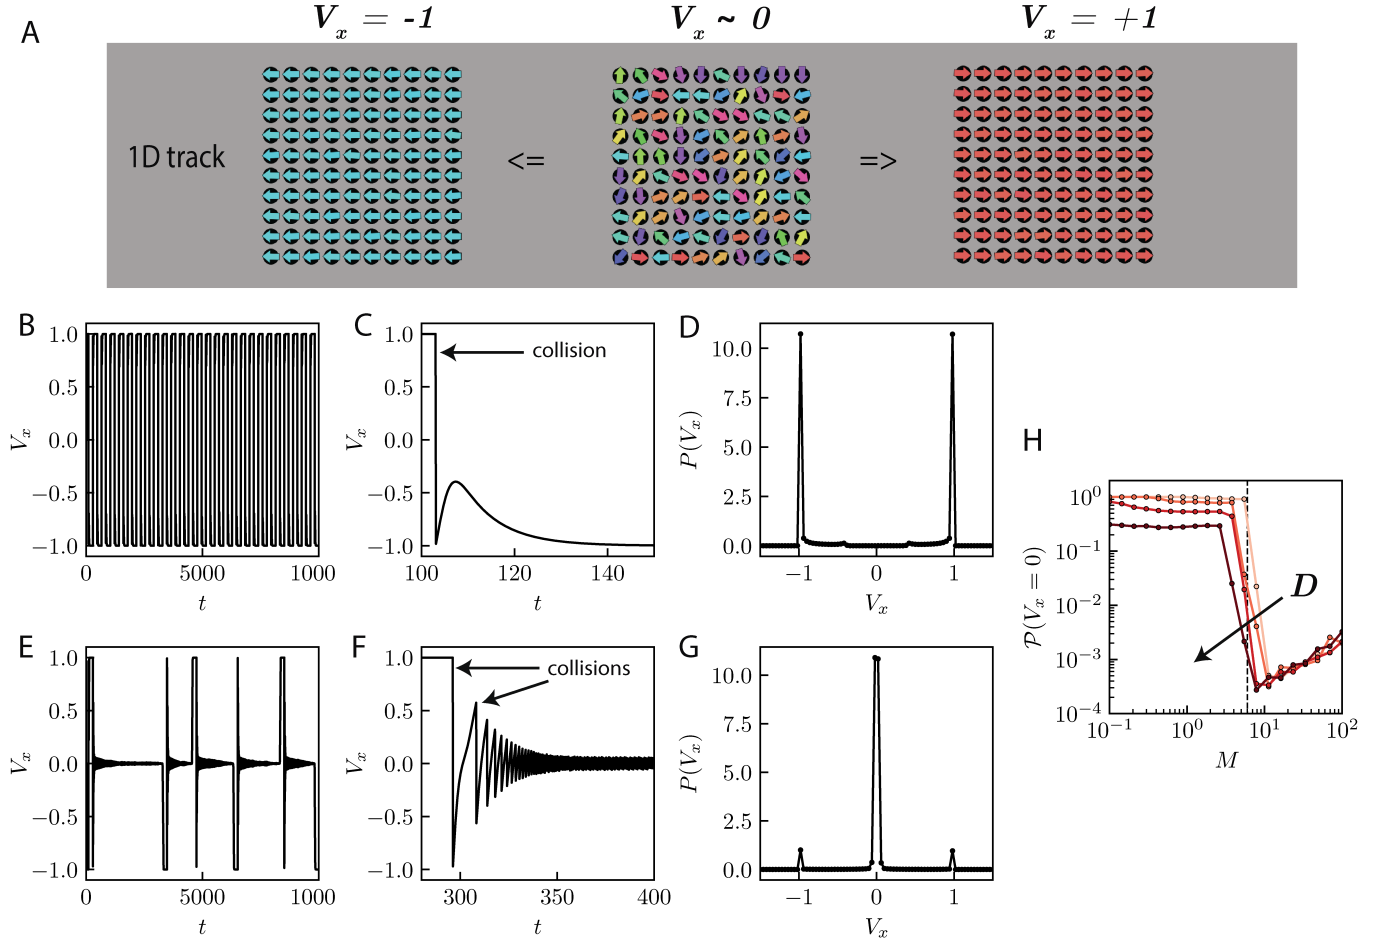 A
V_x = -1
V_x ~ 0
V_x = +1
1D track
<=
=>
B
1.0
0.5
0.0
−0.5
−1.0
V_x
0
5000
1000
t
C
1.0
0.5
0.0
−0.5
−1.0
V_x
collision
100
120
140
t
D
10.0
7.5
5.0
2.5
0.0
P(V_x)
−1
0
1
V_x
E
1.0
0.5
0.0
−0.5
−1.0
V_x
0
5000
1000
t
F
1.0
0.5
0.0
−0.5
−1.0
V_x
collisions
300
350
400
t
G
10.0
7.5
5.0
2.5
0.0
P(V_x)
−1
0
1
V_x
H
10^0
10^−1
10^−2
10^−3
10^−4
P(V_x = 0)
D
10^−1
10^0
10^1
10^2
M